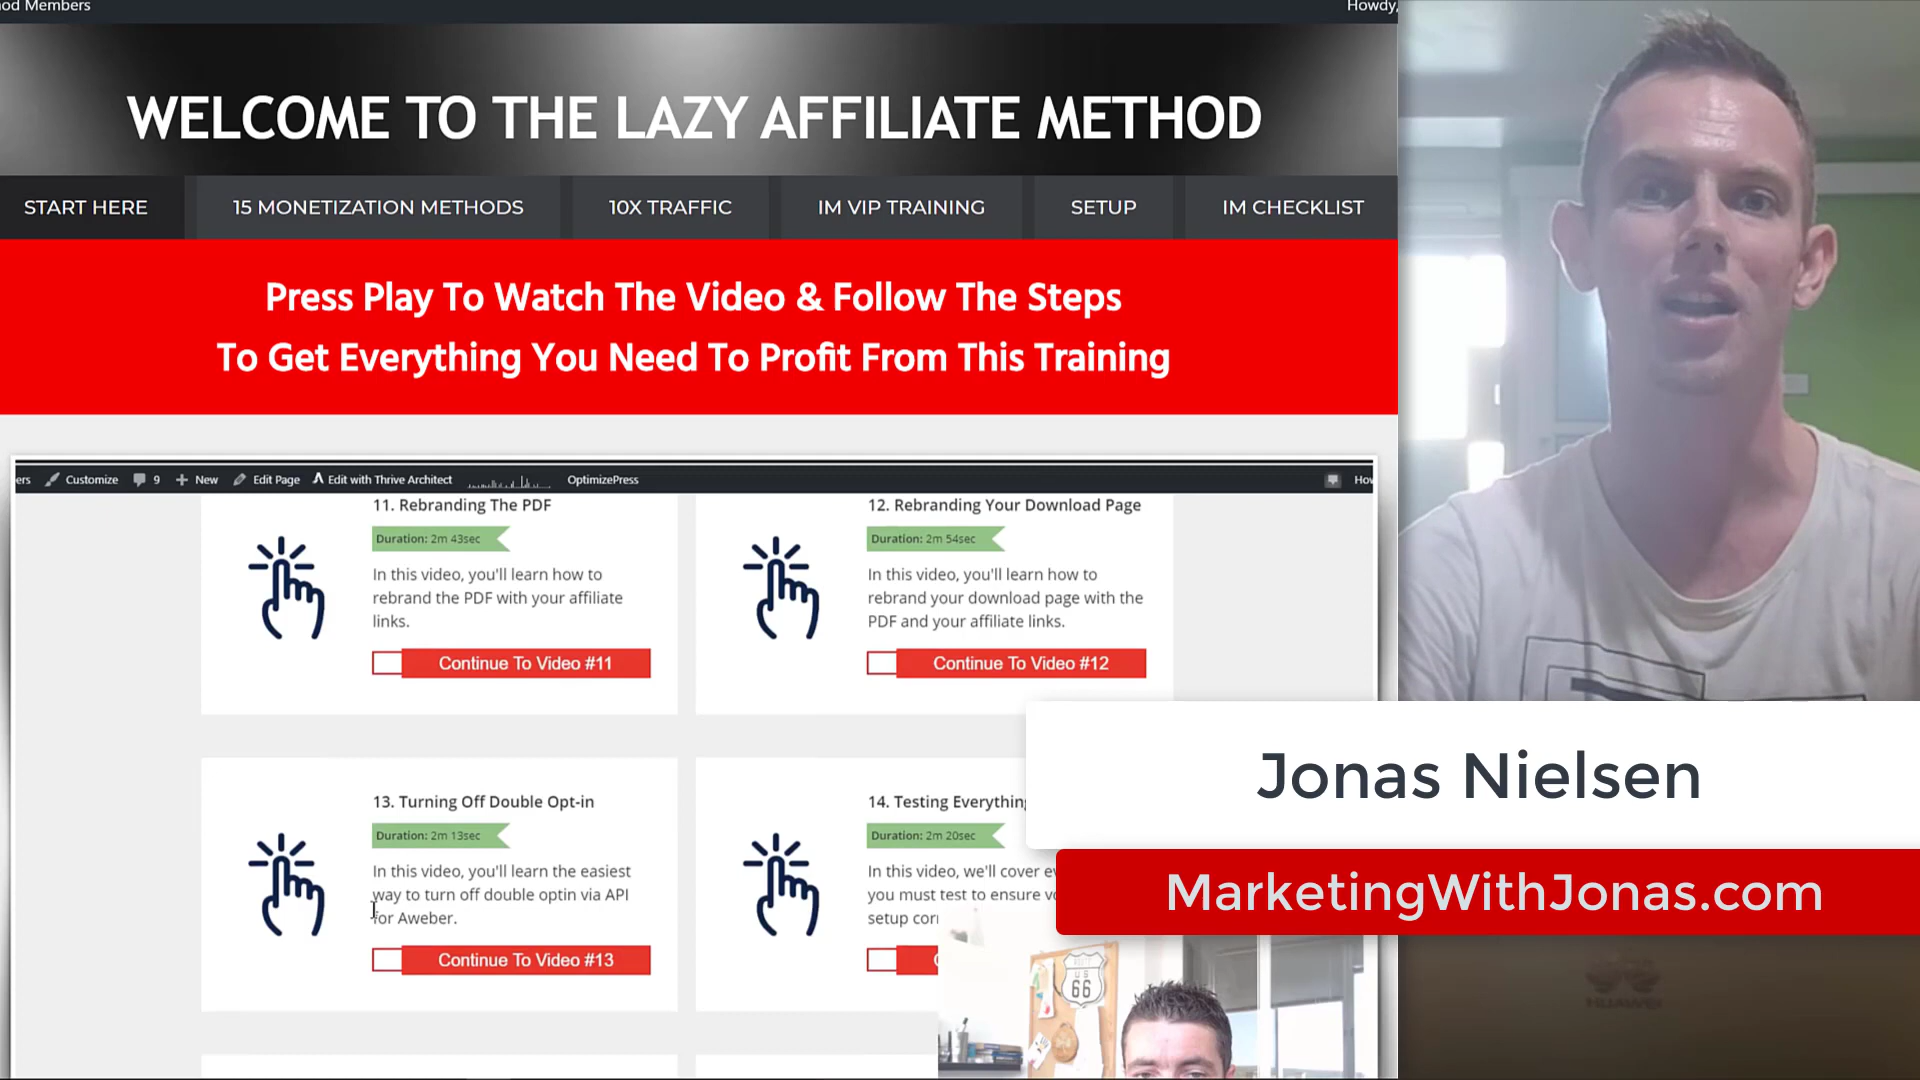 od Members
Howdy,
WELCOME TO THE LAZY AFFILIATE METHOD
START HERE
15 MONETIZATION METHODS
10X TRAFFIC
IM VIP TRAINING
SETUP
IM CHECKLIST
Press Play To Watch The Video & Follow The Steps
To Get Everything You Need To Profit From This Training
ers
Customize
9
New
Edit Page
Edit with Thrive Architect
OptimizePress
How
11. Rebranding The PDF
Duration: 2m 43sec
In this video, you'll learn how to
rebrand the PDF with your affiliate
links.
Continue To Video #11
12. Rebranding Your Download Page
Duration: 2m 54sec
In this video, you'll learn how to
rebrand your download page with the
PDF and your affiliate links.
Continue To Video #12
13. Turning Off Double Opt-in
Duration: 2m 13sec
In this video, you'll learn the easiest
way to turn off double optin via API
for Aweber.
Continue To Video #13
14. Testing Everything
Duration: 2m 20sec
In this video, we'll cover ev
you must test to ensure yo
setup corr
Jonas Nielsen
MarketingWithJonas.com
US
66
HUAWEI